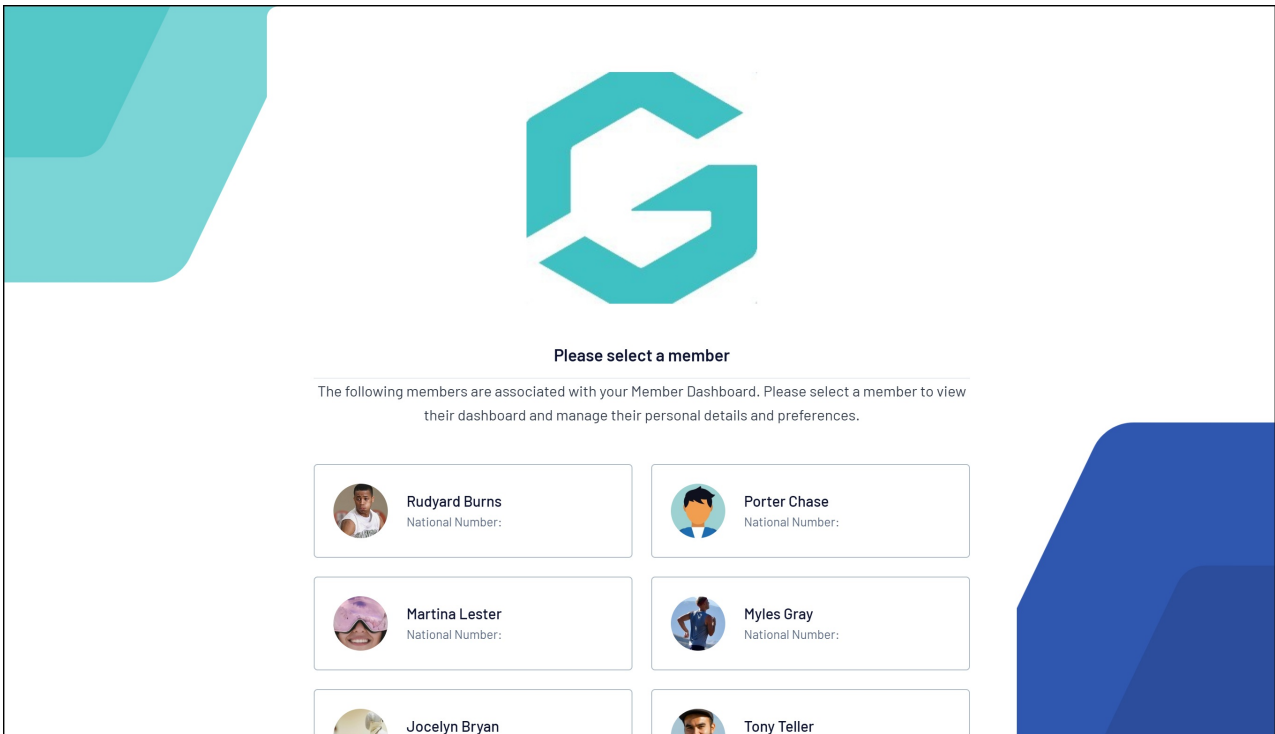 Please select a member
The following members are associated with your Member Dashboard. Please select a member to view
their dashboard and manage their personal details and preferences.
Rudyard Burns
National Number:
Porter Chase
National Number:
Martina Lester
National Number:
Myles Gray
National Number:
Jocelyn Bryan
Tony Teller